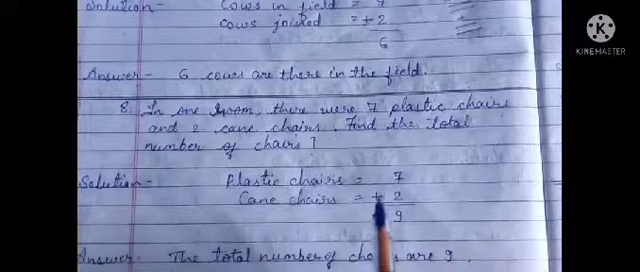 Solution - Cows in field = 7
cows joined = + 2
6
KINEMASTER
Answer - 6 cows are there in the field.
8. In one room, there were 7 plastic chairs
and 2 cane chairs. Find the total
number of chairs?
Solution - Plastic chairs = 7
Cane chairs = + 2
9
Answer - The total number of chairs are 9.